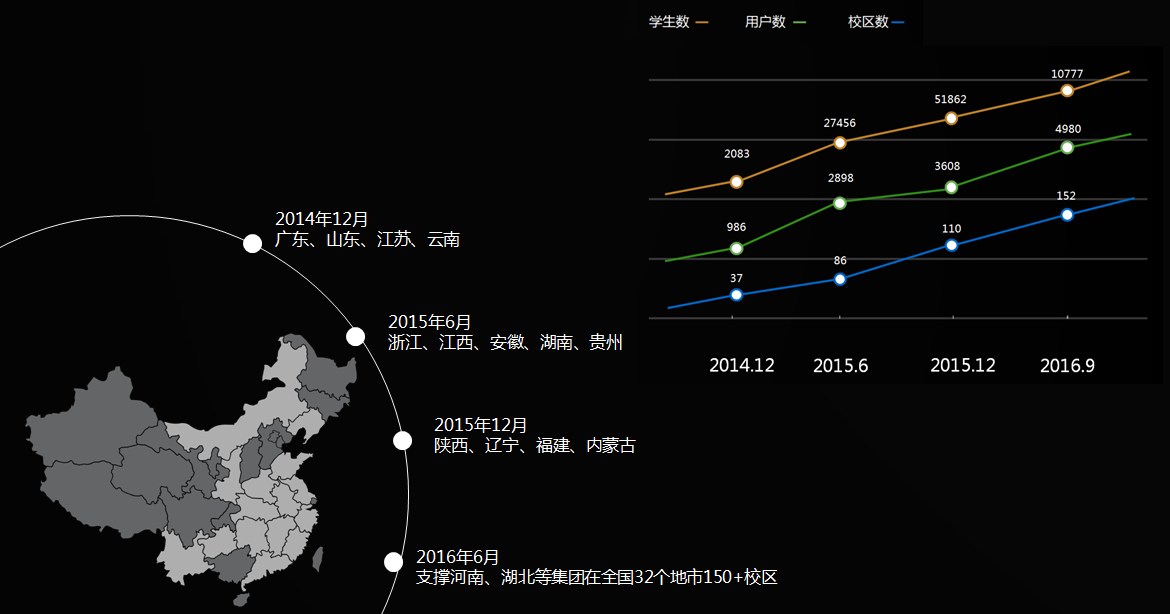 学生数
用户数
校区数
10777
51862
27456
2083
4980
3608
2898
986
152
110
86
37
2014.12
2015.6
2015.12
2016.9
2014年12月
广东、山东、江苏、云南
2015年6月
浙江、江西、安徽、湖南、贵州
2015年12月
陕西、辽宁、福建、内蒙古
2016年6月
支撑河南、湖北等集团在全国32个地市150+校区